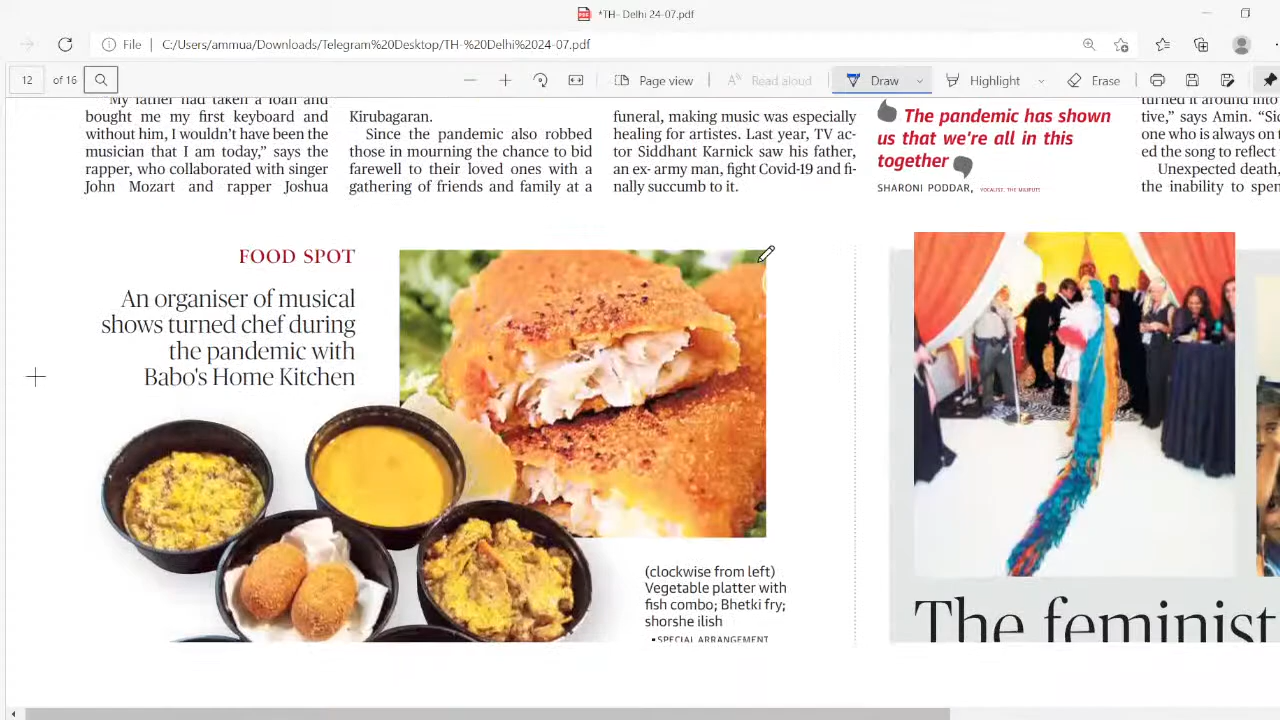 *TH- Delhi 24-07.pdf
File | C:/Users/ammua/Downloads/Telegram%20Desktop/TH-%20Delhi%2024-07.pdf
12 of 16 Page view Read aloud Draw Highlight Erase
"My father had taken a loan and
bought me my first keyboard and
without him, I wouldn't have been the
musician that I am today," says the
rapper, who collaborated with singer
John Mozart and rapper Joshua
Kirubagaran.
Since the pandemic also robbed
those in mourning the chance to bid
farewell to their loved ones with a
gathering of friends and family at a
funeral, making music was especially
healing for artistes. Last year, TV ac-
tor Siddhant Karnick saw his father,
an ex- army man, fight Covid-19 and fi-
nally succumb to it.
The pandemic has shown
us that we're all in this
together
SHARONI PODDAR,
turned it around into
tive," says Amin. "Sid
one who is always on
ed the song to reflect
Unexpected death,
the inability to spen
FOOD SPOT
An organiser of musical
shows turned chef during
the pandemic with
Babo's Home Kitchen
(clockwise from left)
Vegetable platter with
fish combo; Bhetki fry;
shorshe ilish
▪SPECIAL ARRANGEMENT
The feminist